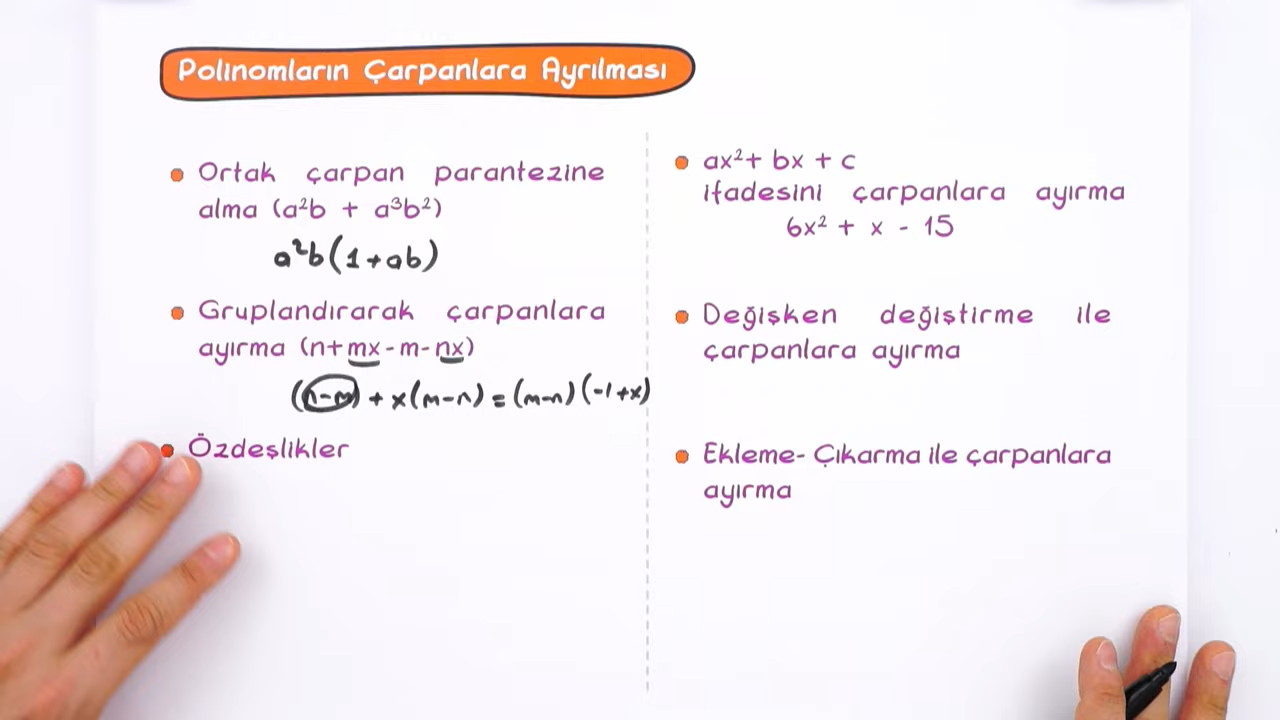 Polinomların Çarpanlara Ayrılması
Ortak çarpan parantezine
alma (a²b + a³b²)
a²b(1+ab)
Gruplandırarak çarpanlara
ayırma (n+mx-m-nx)
(n-m) + x(m-n) = (m-n)(-1+x)
Özdeşlikler
ax²+ bx + c
ifadesini çarpanlara ayırma
6x² + x - 15
Değişken değiştirme ile
çarpanlara ayırma
Ekleme- Çıkarma ile çarpanlara
ayırma